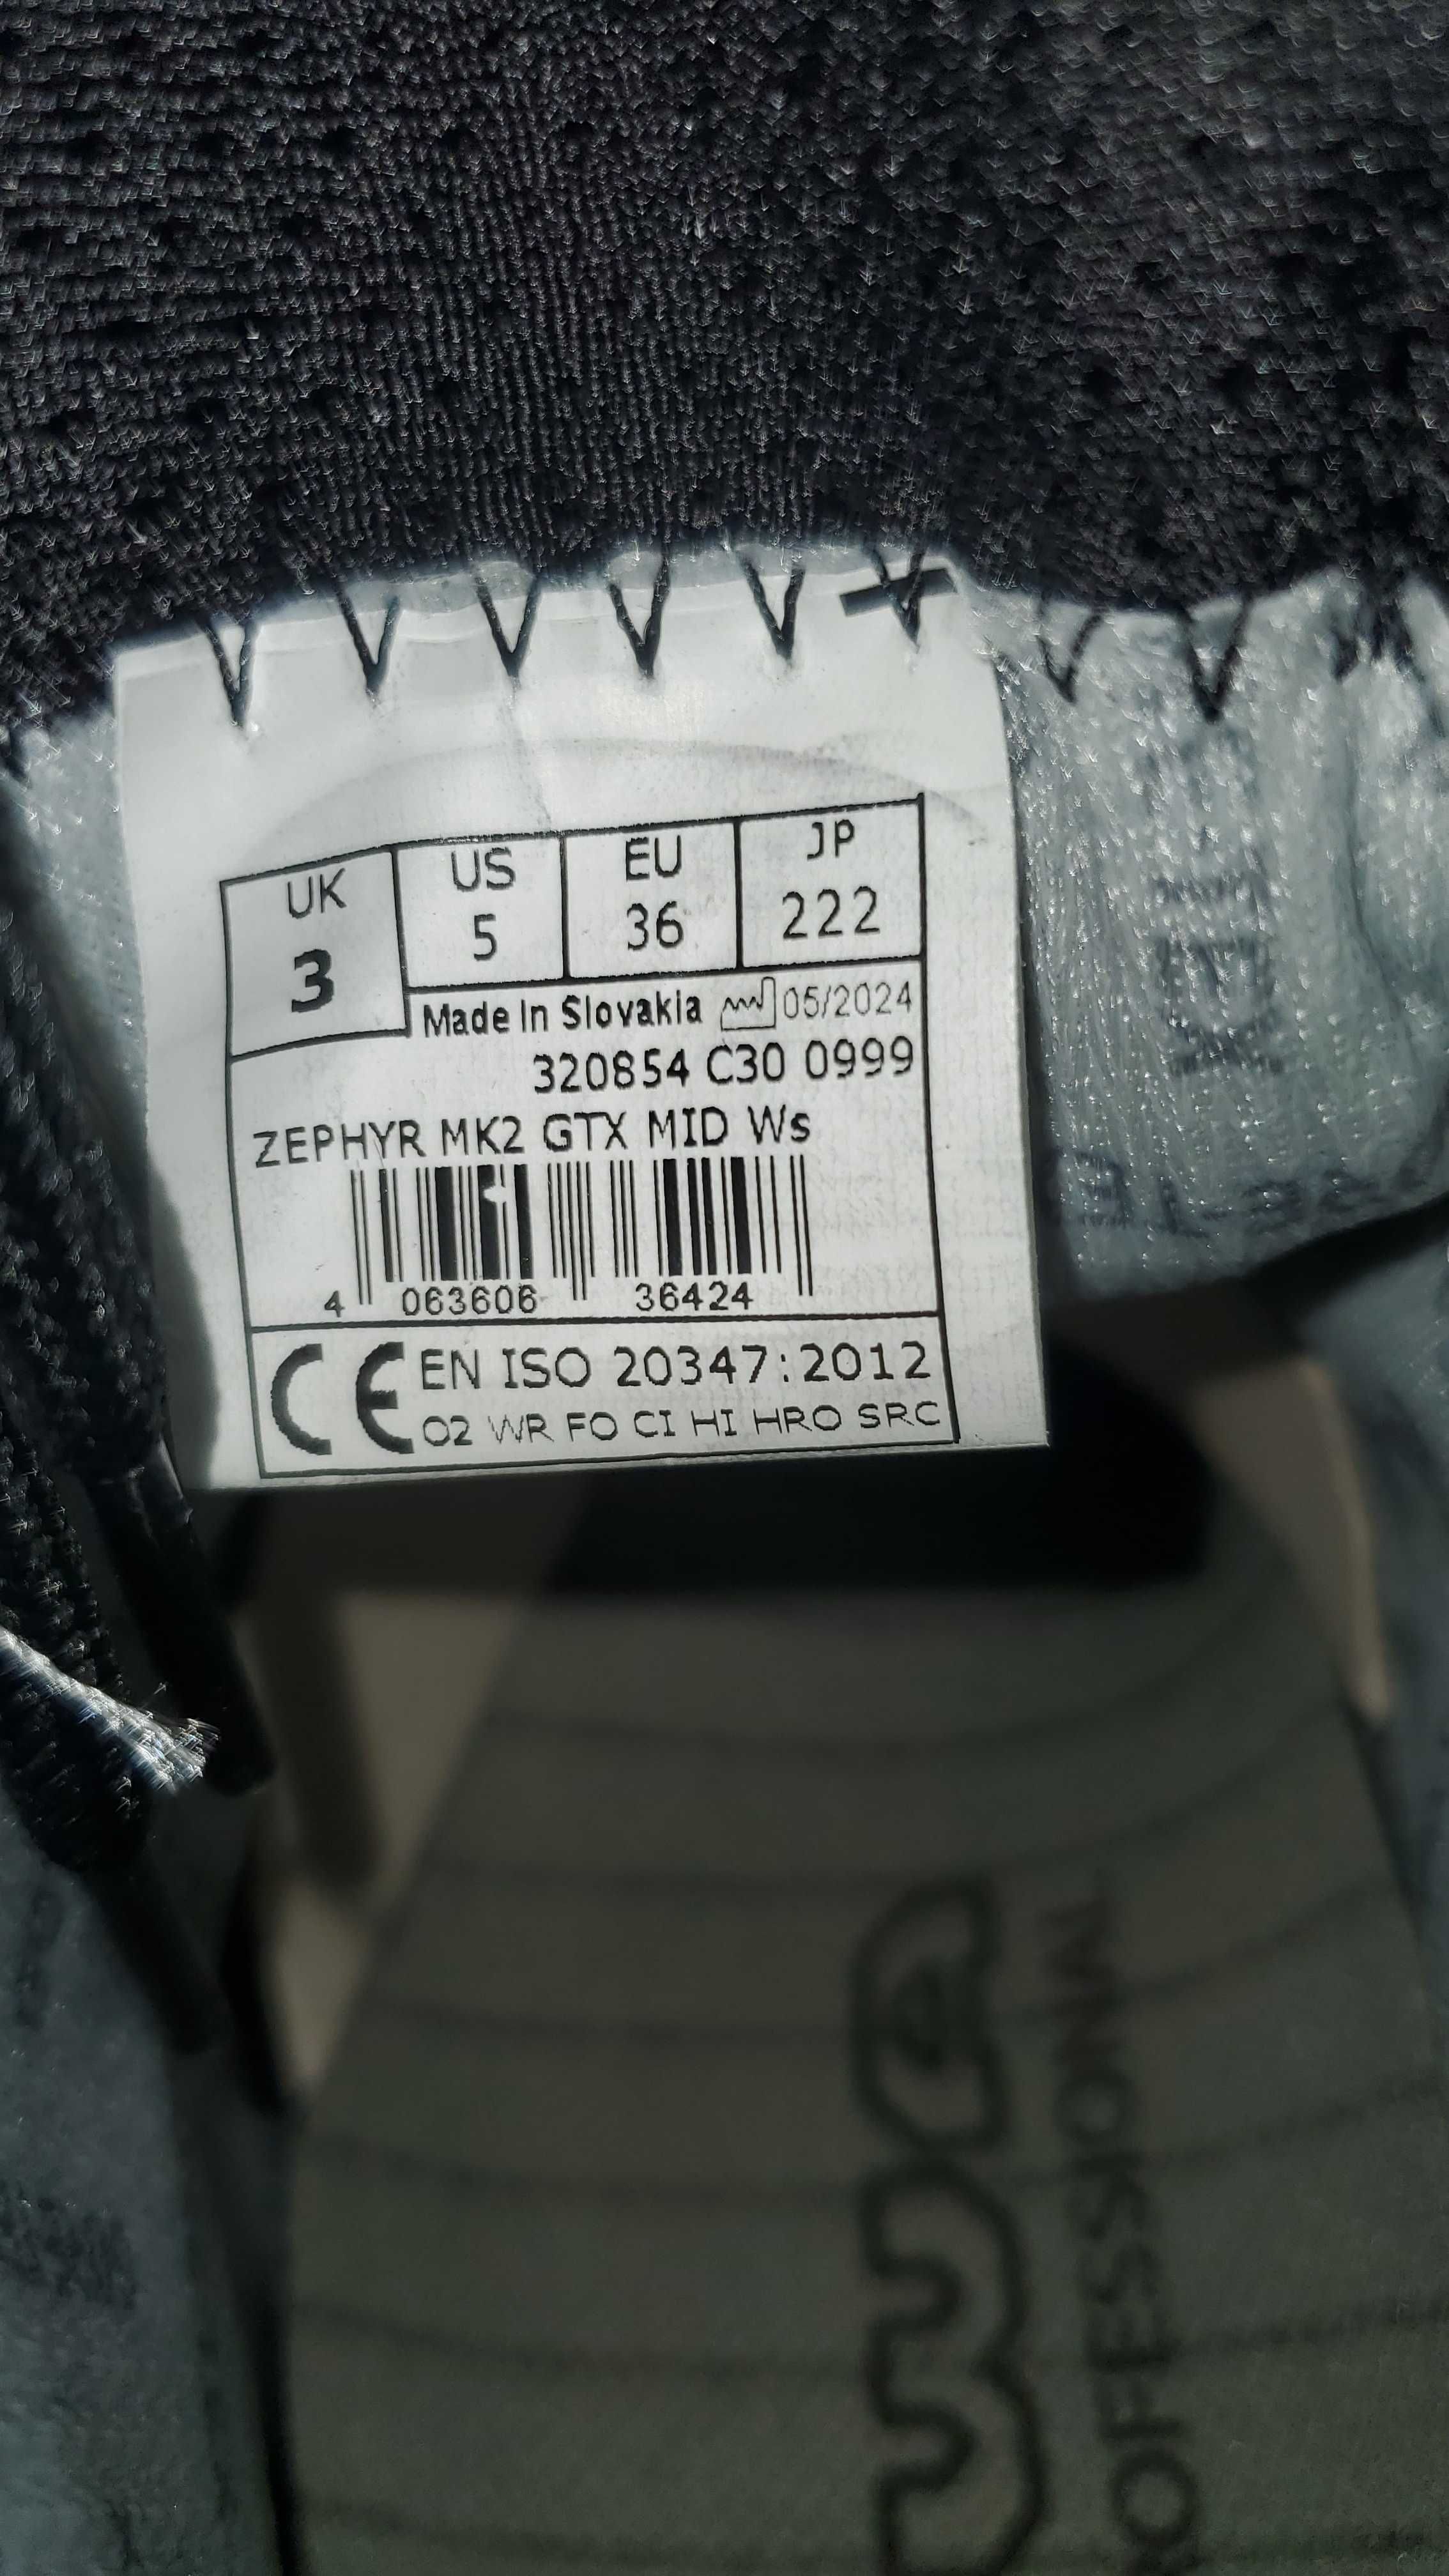 UK US EU JP
3 5 36 222
Made In Slovakia 05/2024
320854 C30 0999
ZEPHYR MK2 GTX MID Ws
4 063606 36424
CE EN ISO 20347:2012
O2 WR FO CI HI HRO SRC